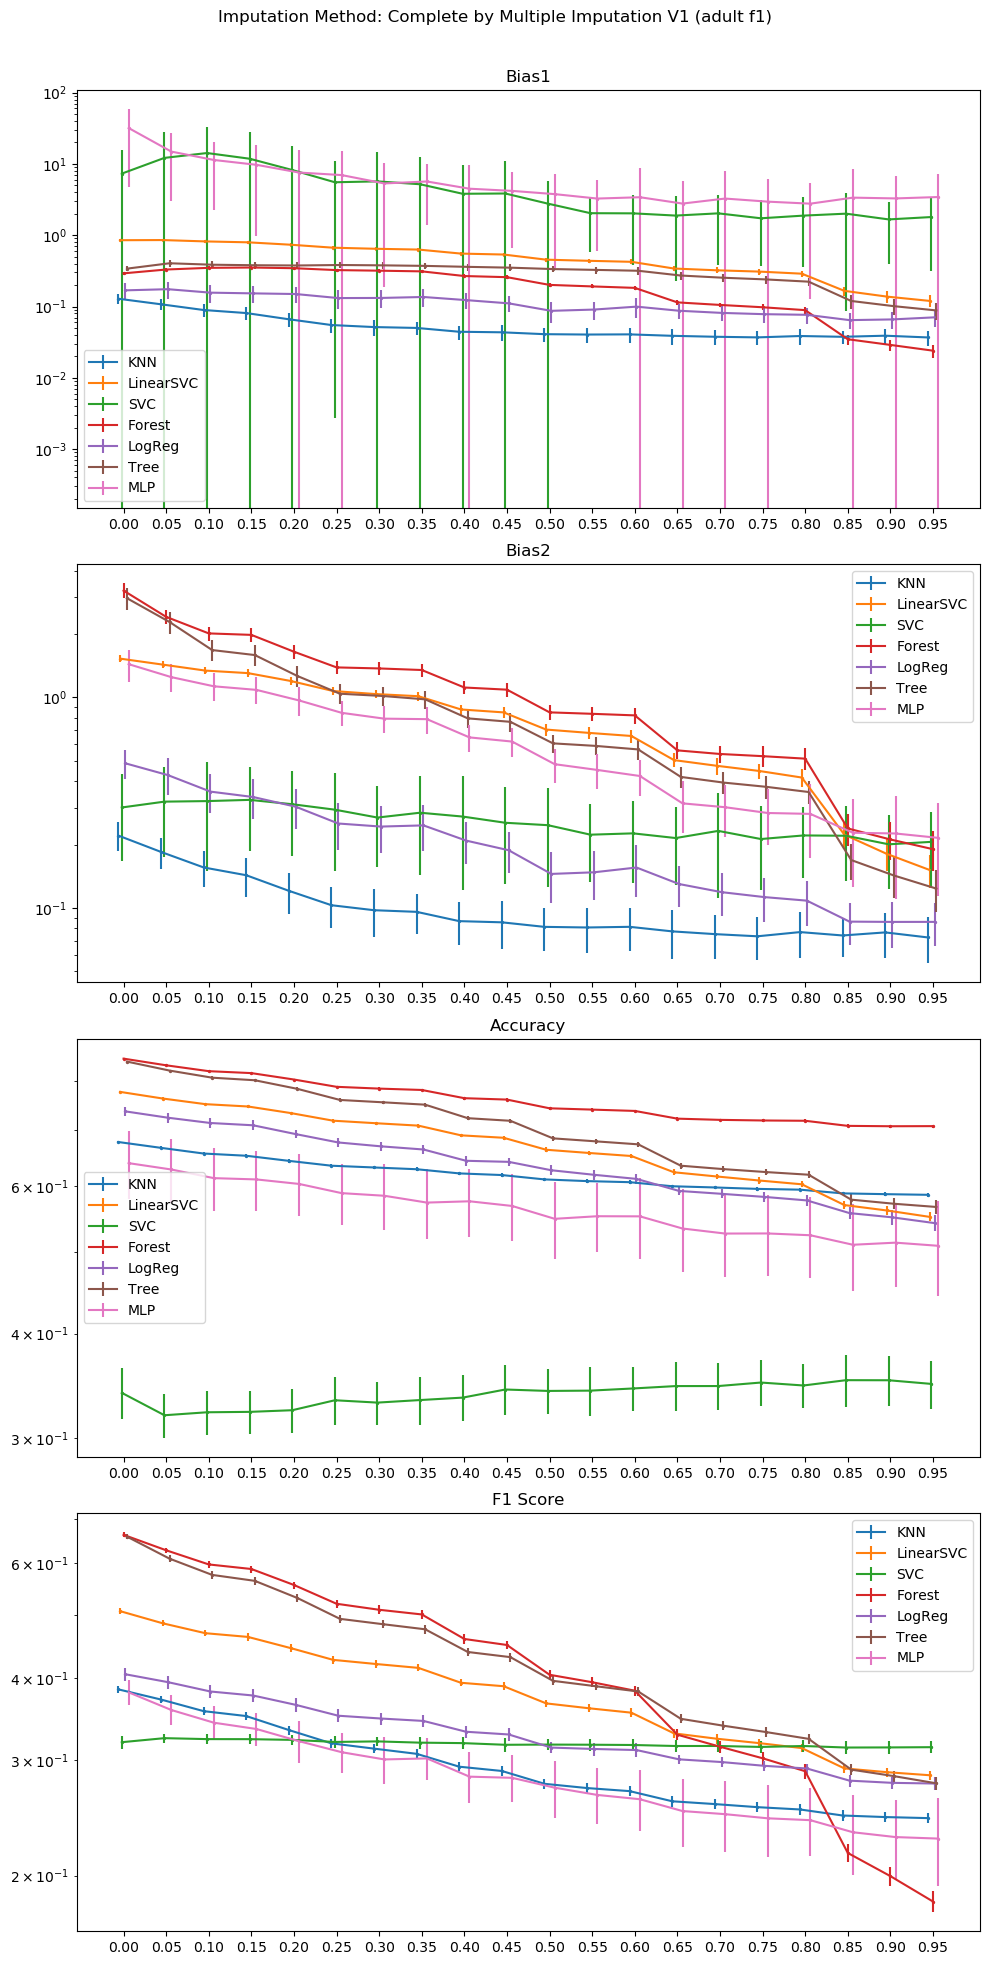 Imputation Method: Complete by Multiple Imputation V1 (adult f1)
Bias1
10²
10¹
10⁰
10⁻¹
10⁻²
10⁻³
KNN
LinearSVC
SVC
Forest
LogReg
Tree
MLP
0.00 0.05 0.10 0.15 0.20 0.25 0.30 0.35 0.40 0.45 0.50 0.55 0.60 0.65 0.70 0.75 0.80 0.85 0.90 0.95
Bias2
10⁰
10⁻¹
KNN
LinearSVC
SVC
Forest
LogReg
Tree
MLP
0.00 0.05 0.10 0.15 0.20 0.25 0.30 0.35 0.40 0.45 0.50 0.55 0.60 0.65 0.70 0.75 0.80 0.85 0.90 0.95
Accuracy
6 × 10⁻¹
4 × 10⁻¹
3 × 10⁻¹
KNN
LinearSVC
SVC
Forest
LogReg
Tree
MLP
0.00 0.05 0.10 0.15 0.20 0.25 0.30 0.35 0.40 0.45 0.50 0.55 0.60 0.65 0.70 0.75 0.80 0.85 0.90 0.95
F1 Score
6 × 10⁻¹
4 × 10⁻¹
3 × 10⁻¹
2 × 10⁻¹
KNN
LinearSVC
SVC
Forest
LogReg
Tree
MLP
0.00 0.05 0.10 0.15 0.20 0.25 0.30 0.35 0.40 0.45 0.50 0.55 0.60 0.65 0.70 0.75 0.80 0.85 0.90 0.95